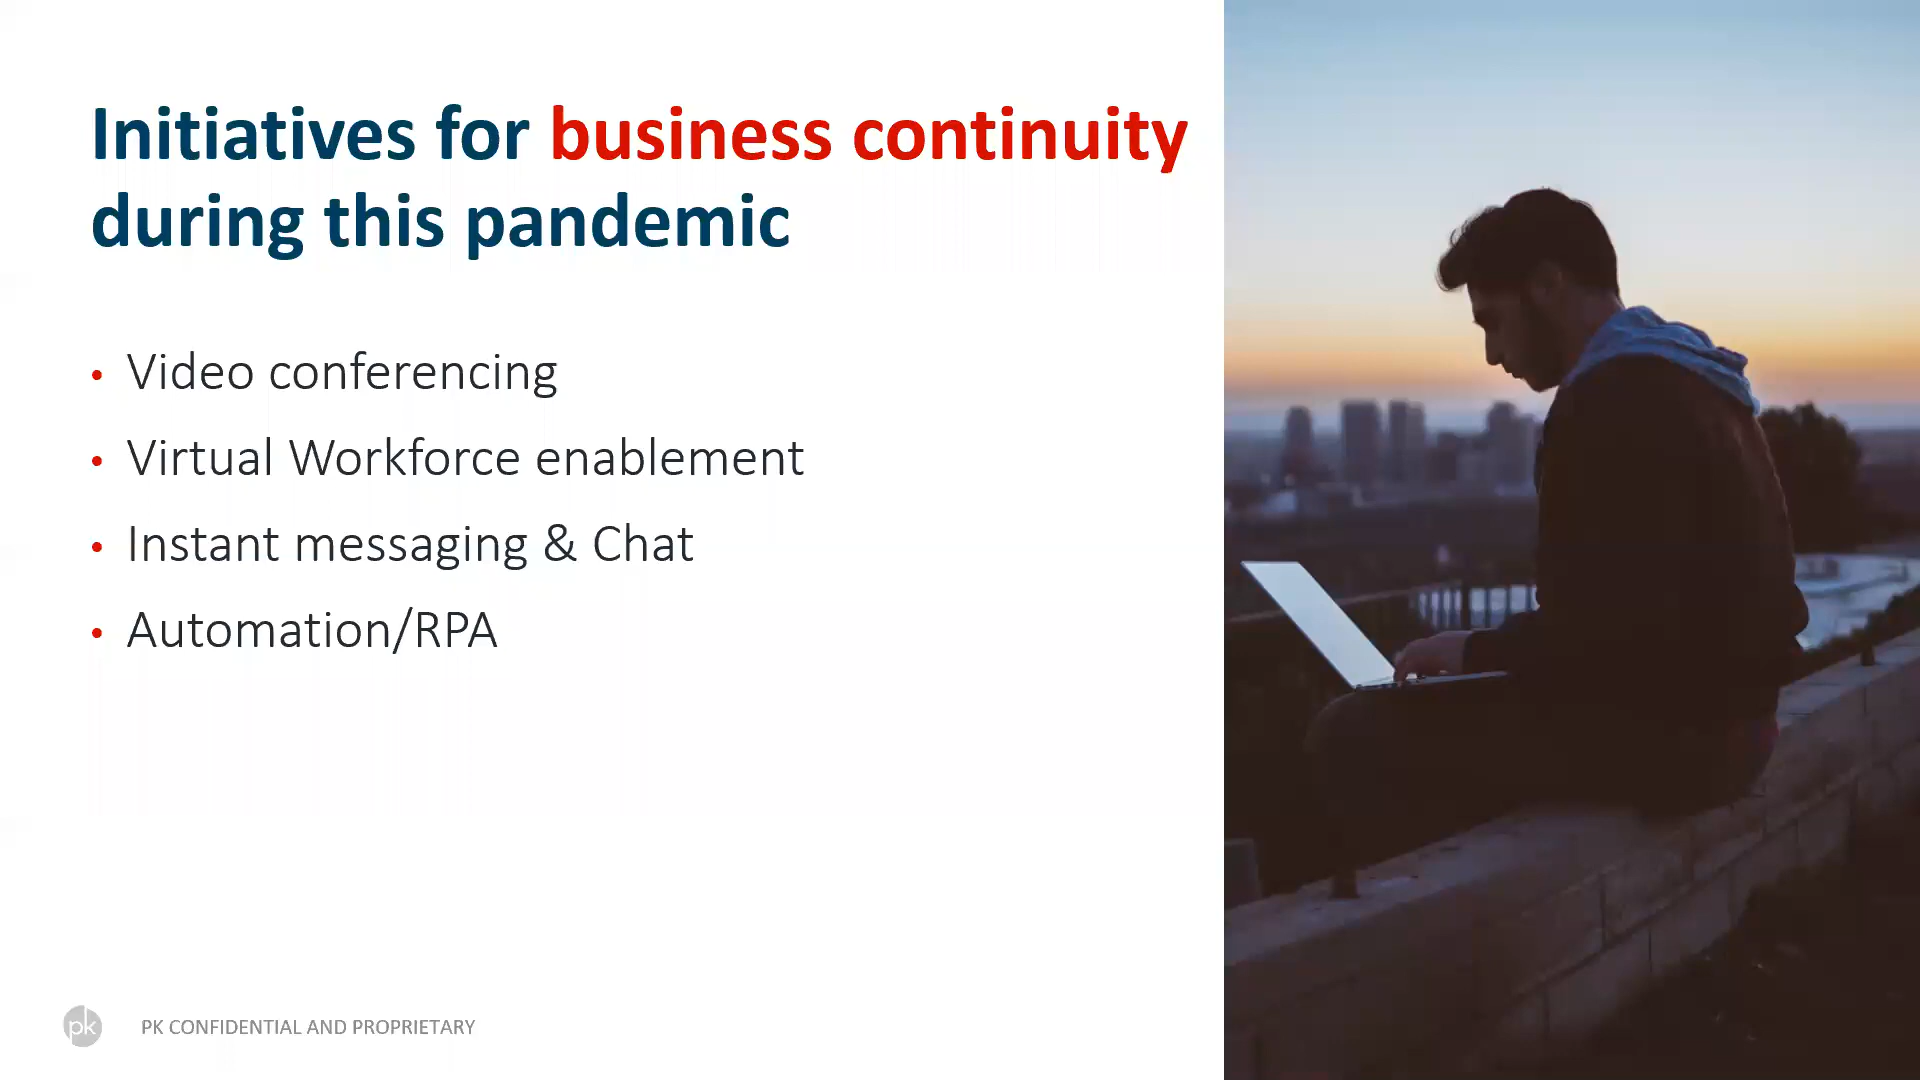 Initiatives for business continuity
during this pandemic
• Video conferencing
• Virtual Workforce enablement
• Instant messaging & Chat
• Automation/RPA
pk PK CONFIDENTIAL AND PROPRIETARY